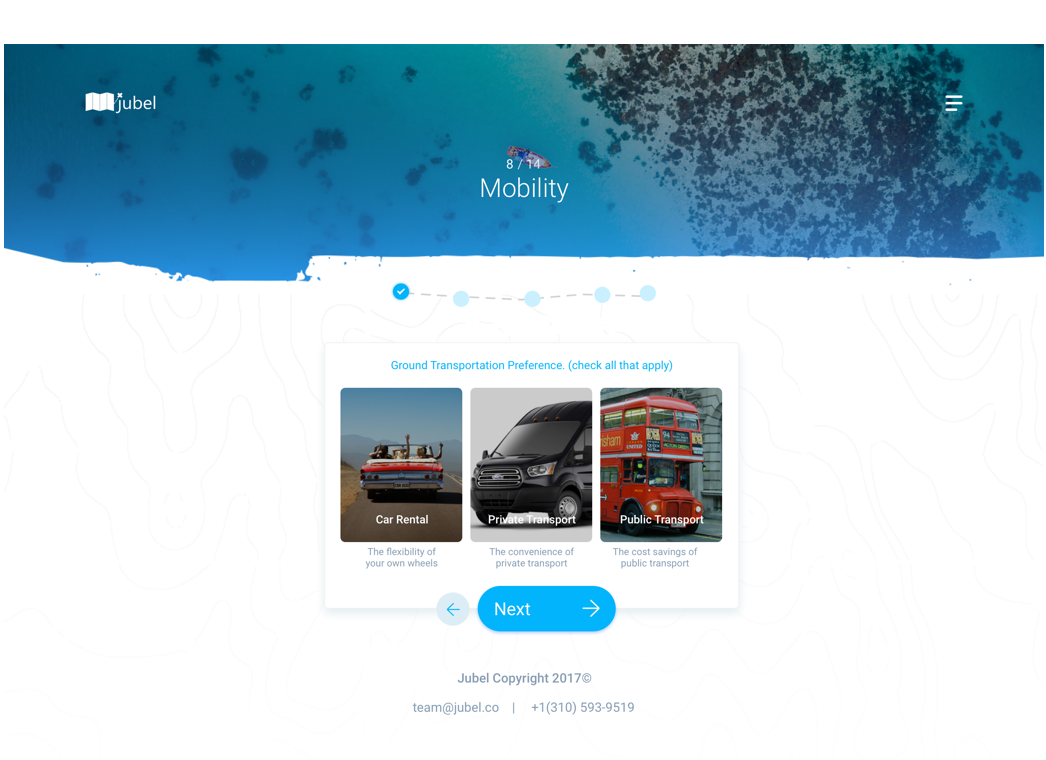 jubel
8 / 14
Mobility
Ground Transportation Preference. (check all that apply)
Car Rental
Private Transport
Public Transport
The flexibility of
your own wheels
The convenience of
private transport
The cost savings of
public transport
Next
Jubel Copyright 2017©
team@jubel.co | +1(310) 593-9519